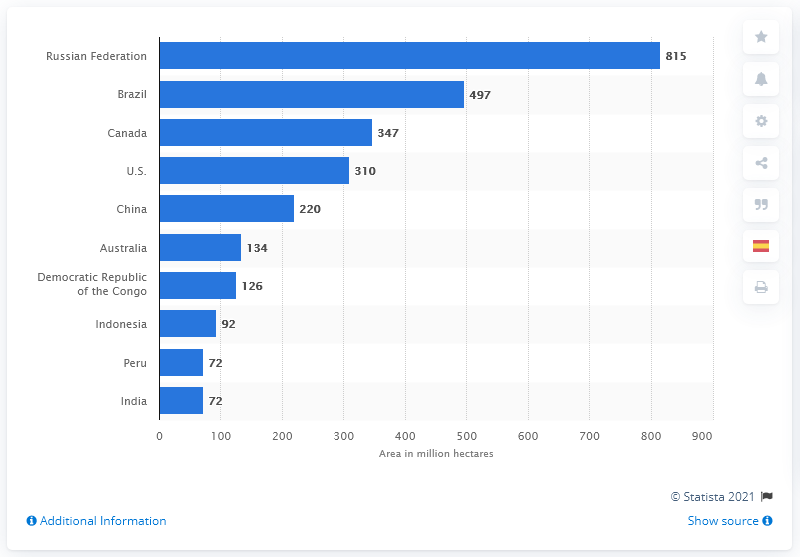 Russian Federation 815
Brazil 497
Canada 347
U.S. 310
China 220
Australia 134
Democratic Republic
of the Congo 126
Indonesia 92
Peru 72
India 72
0 100 200 300 400 500 600 700 800 900
Area in million hectares
© Statista 2021
Additional Information
Show source